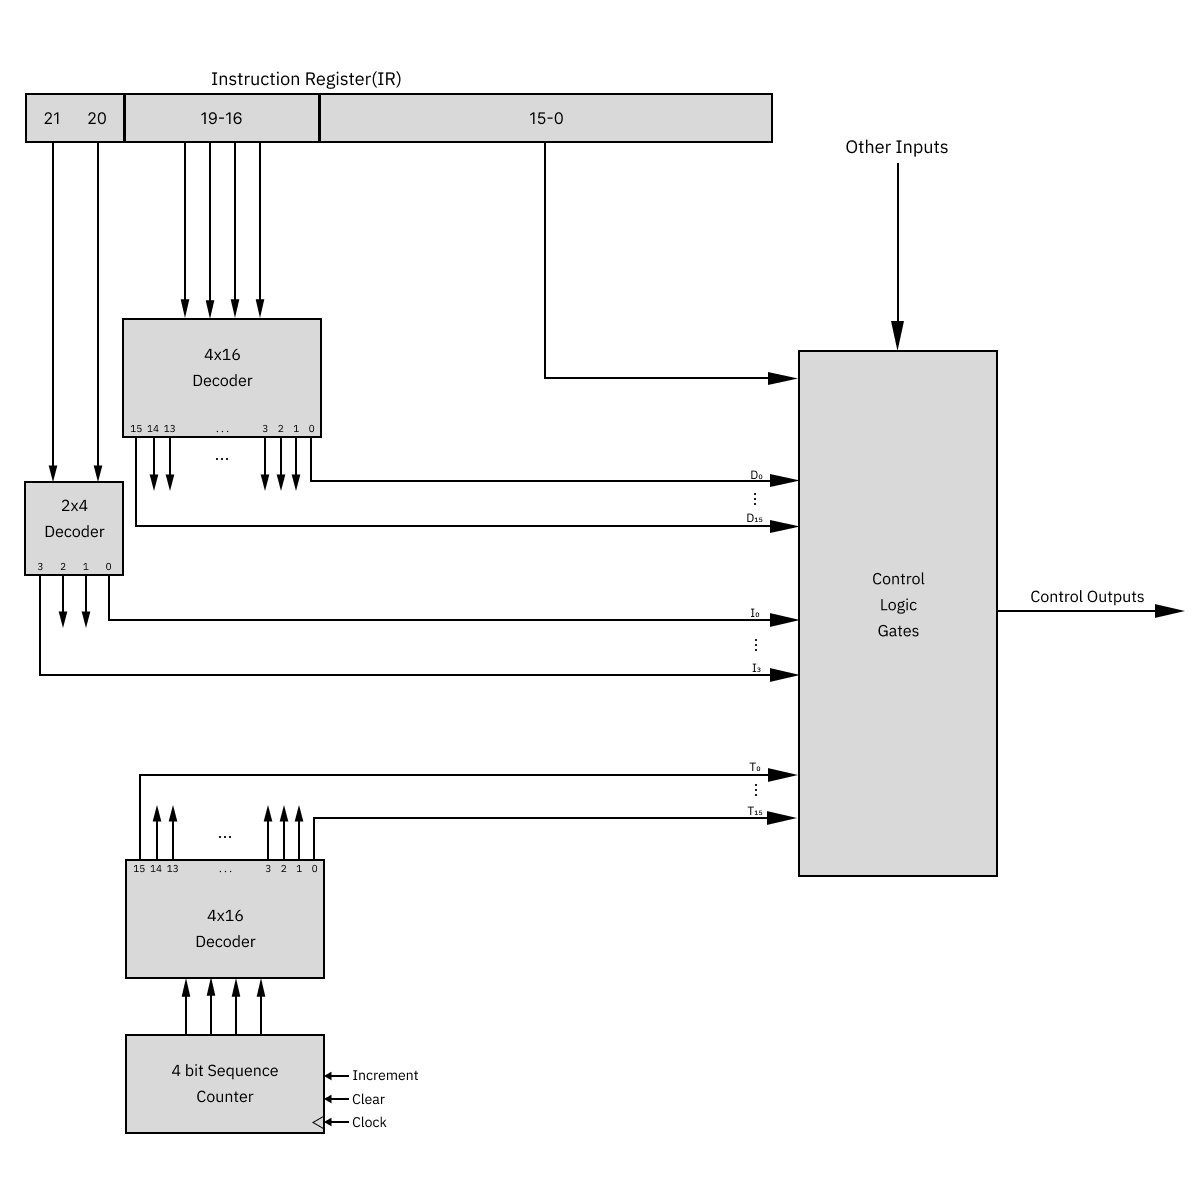 Instruction Register(IR)
21 20 19-16 15-0
Other Inputs
4x16
Decoder
15 14 13 ... 3 2 1 0
...
D₀
⋮
D₁₅
2x4
Decoder
3 2 1 0
I₀
⋮
I₃
Control
Logic
Gates
Control Outputs
T₀
⋮
T₁₅
...
15 14 13 ... 3 2 1 0
4x16
Decoder
4 bit Sequence
Counter
Increment
Clear
Clock